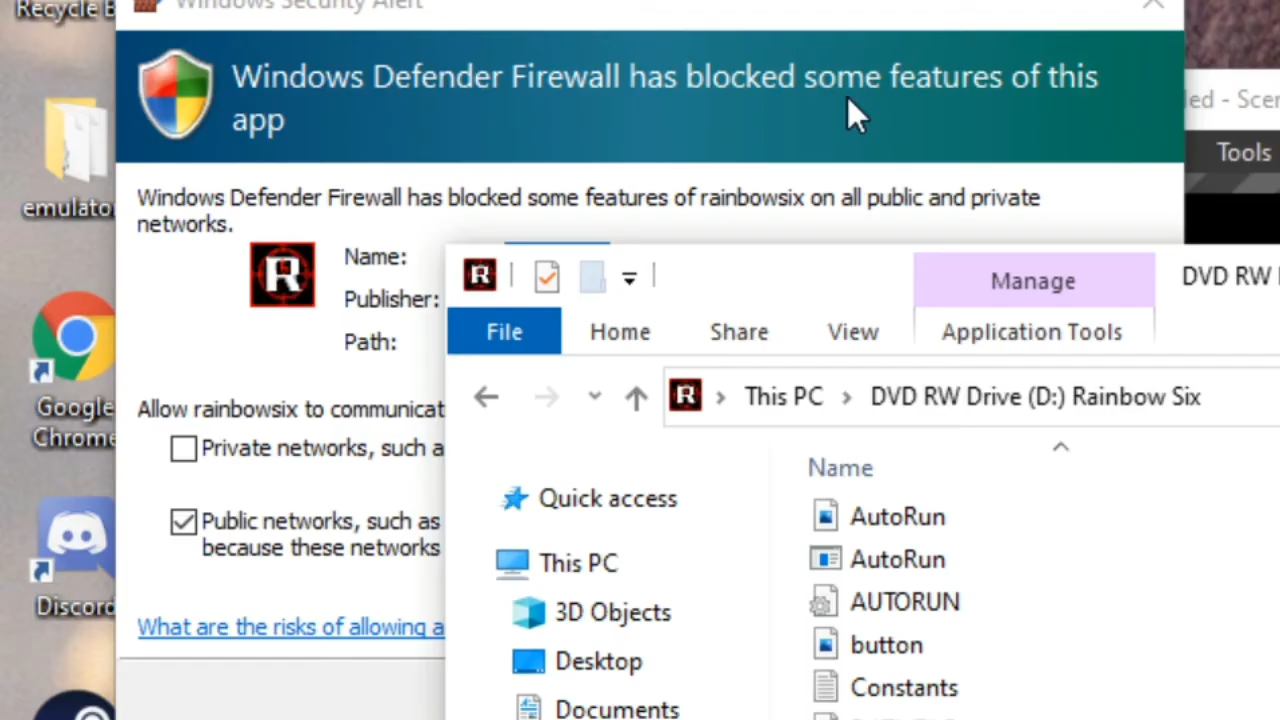 Recycle B
Windows Security Alert
Windows Defender Firewall has blocked some features of this
app
led - Scen
Tools
Windows Defender Firewall has blocked some features of rainbowsix on all public and private
networks.
emulato
Name:
Publisher:
Path:
Manage
DVD RW
File
Home
Share
View
Application Tools
This PC
DVD RW Drive (D:) Rainbow Six
Google
Chrome
Allow rainbowsix to communicat
Private networks, such a
Public networks, such as
because these networks
What are the risks of allowing a
Discord
Quick access
This PC
3D Objects
Desktop
Documents
Name
AutoRun
AutoRun
AUTORUN
button
Constants